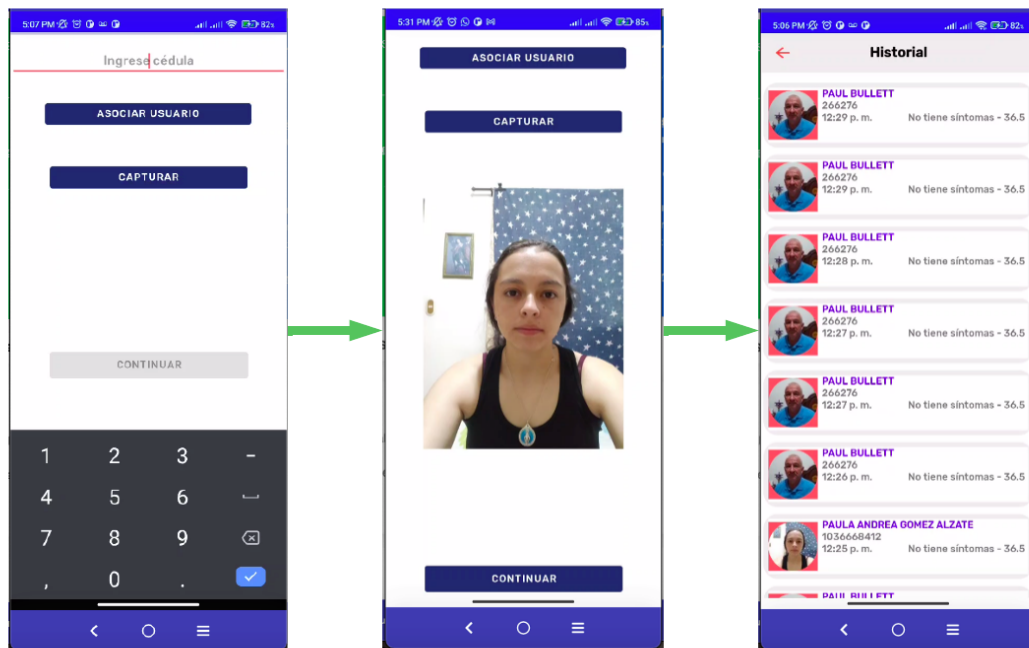 5:07 PM
82%
Ingrese cédula
ASOCIAR USUARIO
CAPTURAR
CONTINUAR
1 2 3 -
4 5 6
7 8 9
, 0 .
5:31 PM
85%
ASOCIAR USUARIO
CAPTURAR
CONTINUAR
5:06 PM
82%
Historial
PAUL BULLETT
266276
12:29 p. m. No tiene síntomas - 36.5
PAUL BULLETT
266276
12:29 p. m. No tiene síntomas - 36.5
PAUL BULLETT
266276
12:28 p. m. No tiene síntomas - 36.5
PAUL BULLETT
266276
12:27 p. m. No tiene síntomas - 36.5
PAUL BULLETT
266276
12:27 p. m. No tiene síntomas - 36.5
PAUL BULLETT
266276
12:26 p. m. No tiene síntomas - 36.5
PAULA ANDREA GOMEZ ALZATE
1036668412
12:25 p. m. No tiene síntomas - 36.5
PAUL BULLETT